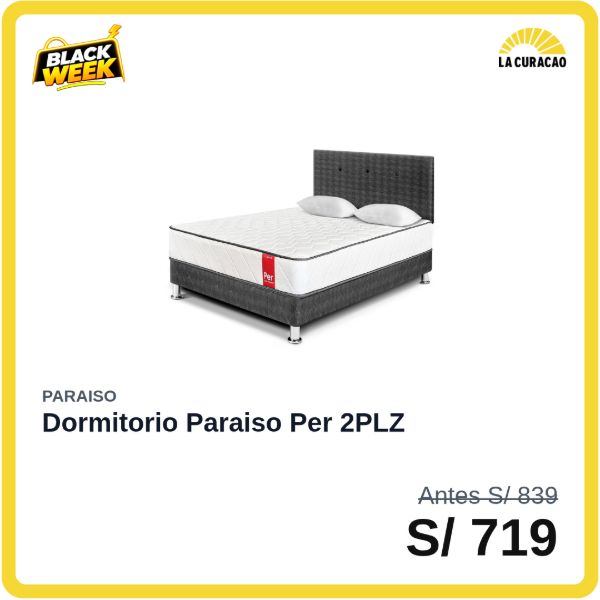 BLACK
WEEK
LA CURACAO
Per
PARAISO
Dormitorio Paraiso Per 2PLZ
Antes S/ 839
S/ 719